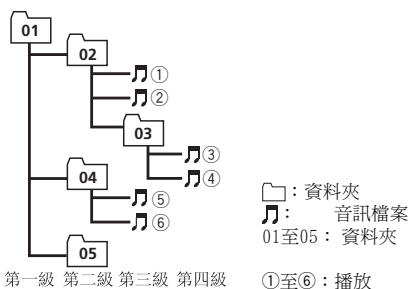 01
02
①
②
03
③
④
04
⑤
⑥
05
第一級 第二級 第三級 第四級
：資料夾
： 音訊檔案
01至05：資料夾
①至⑥：播放